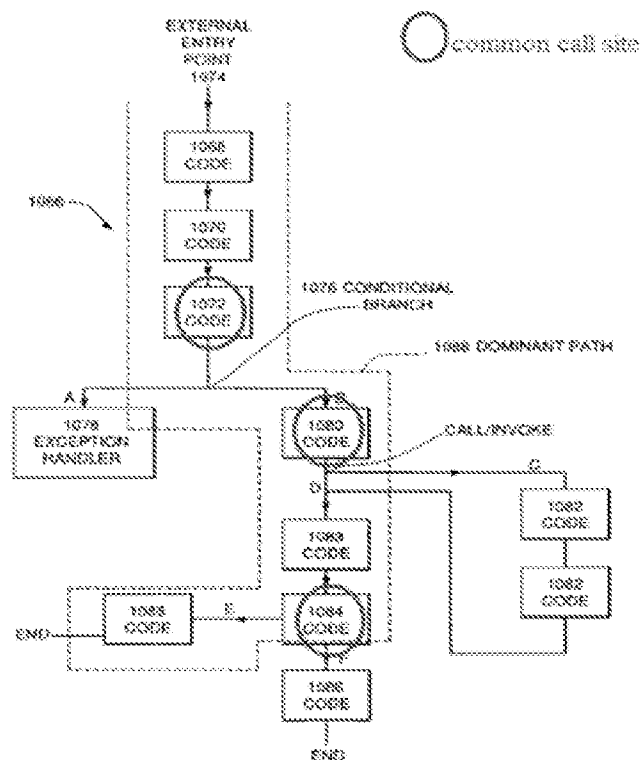 EXTERNAL
ENTRY
POINT
1074
common call site
1068
CODE
1066
1070
CODE
1072
CODE
1076 CONDITIONAL
BRANCH
1088 DOMINANT PATH
A
B
1078
EXCEPTION
HANDLER
1080
CODE
CALL/INVOKE
C
D
1082
CODE
1083
CODE
1082
CODE
1085
CODE
E
1084
CODE
END
F
1086
CODE
END